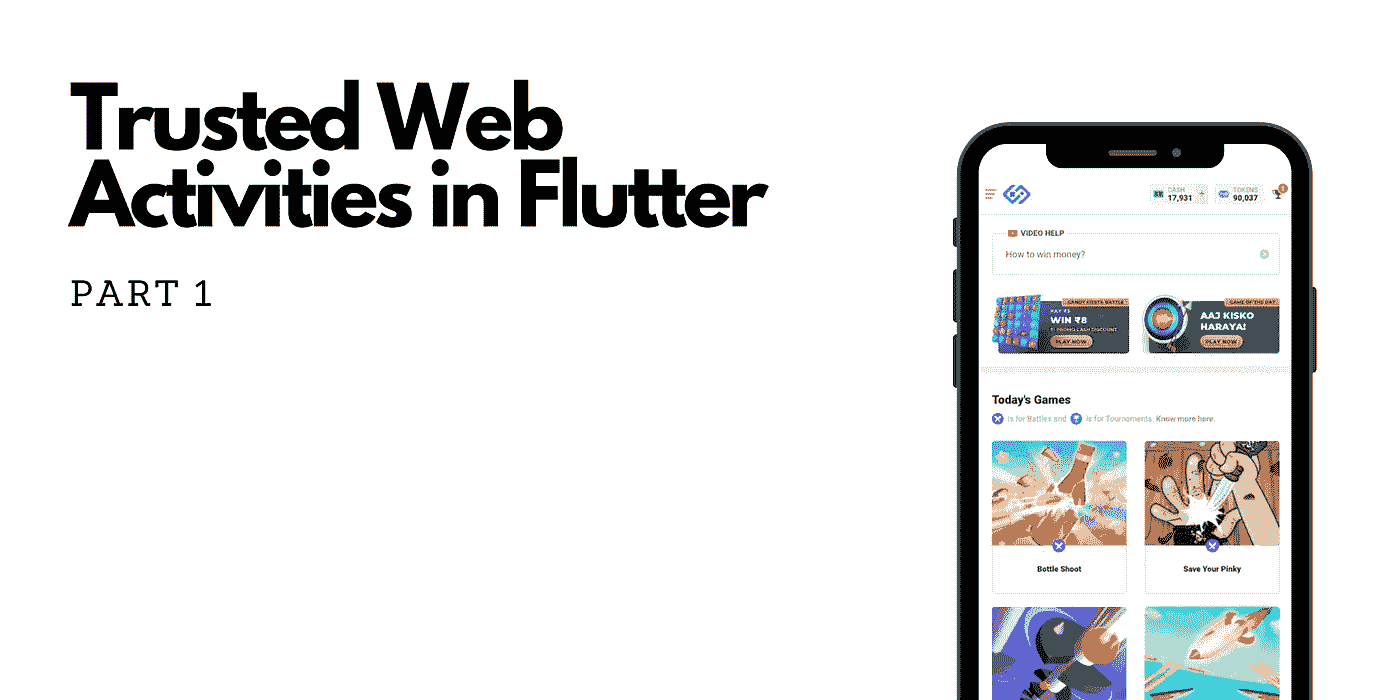 Trusted Web
Activities in Flutter
PART 1
CASH
17,931
+
TOKENS
90,037
1
VIDEO HELP
How to win money?
CANDY FIESTA BATTLE
PAY ₹5
WIN ₹8
PLAY NOW
GAME OF THE DAY
AAJ KISKO
HARAYA!
PLAY NOW
Today's Games
is for Battles and is for Tournaments. Know more here.
Bottle Shoot
Save Your Pinky